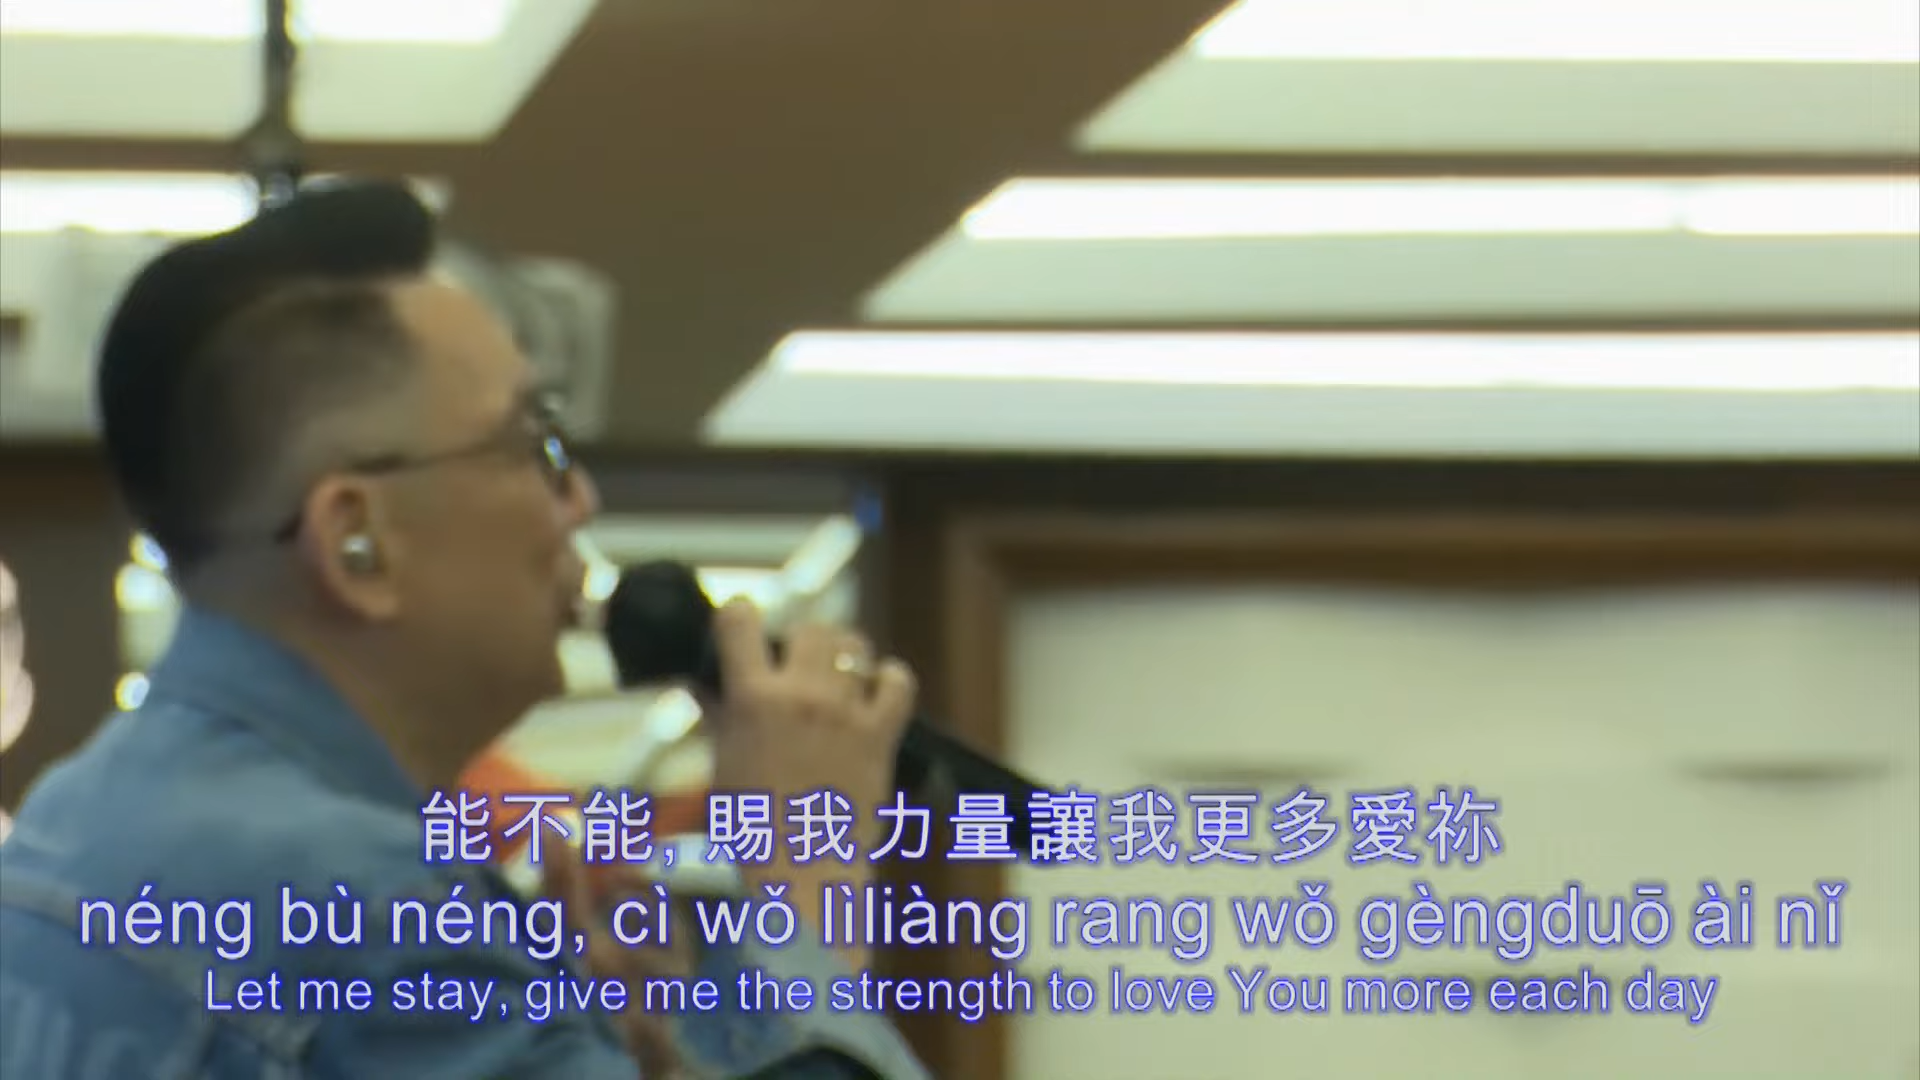 能不能, 賜我力量讓我更多愛祢
néng bù néng, cì wǒ lìliàng rang wǒ gèngduō ài nǐ
Let me stay, give me the strength to love You more each day